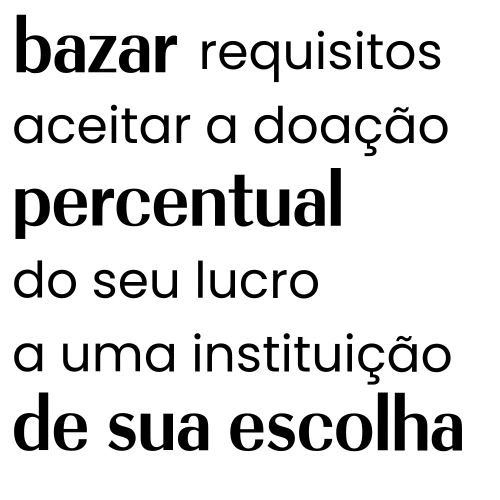 bazar requisitos
aceitar a doação
percentual
do seu lucro
a uma instituição
de sua escolha